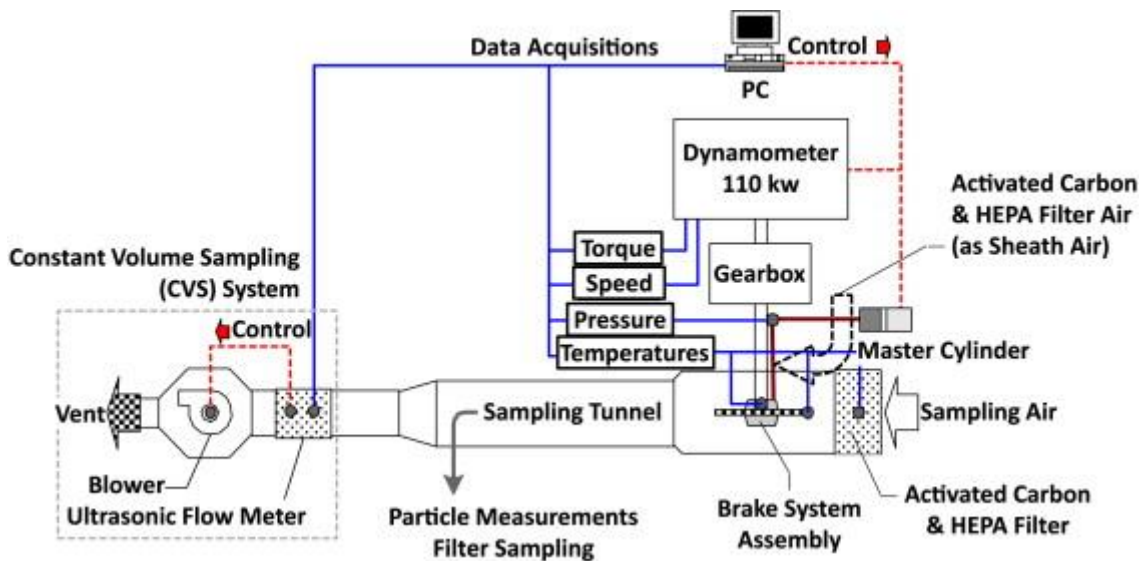 Data Acquisitions
Control
PC
Dynamometer
110 kw
Activated Carbon
& HEPA Filter Air
(as Sheath Air)
Constant Volume Sampling
(CVS) System
Torque
Gearbox
Speed
Control
Pressure
Temperatures
Master Cylinder
Vent
Sampling Tunnel
Sampling Air
Blower
Ultrasonic Flow Meter
Particle Measurements
Filter Sampling
Brake System
Assembly
Activated Carbon
& HEPA Filter